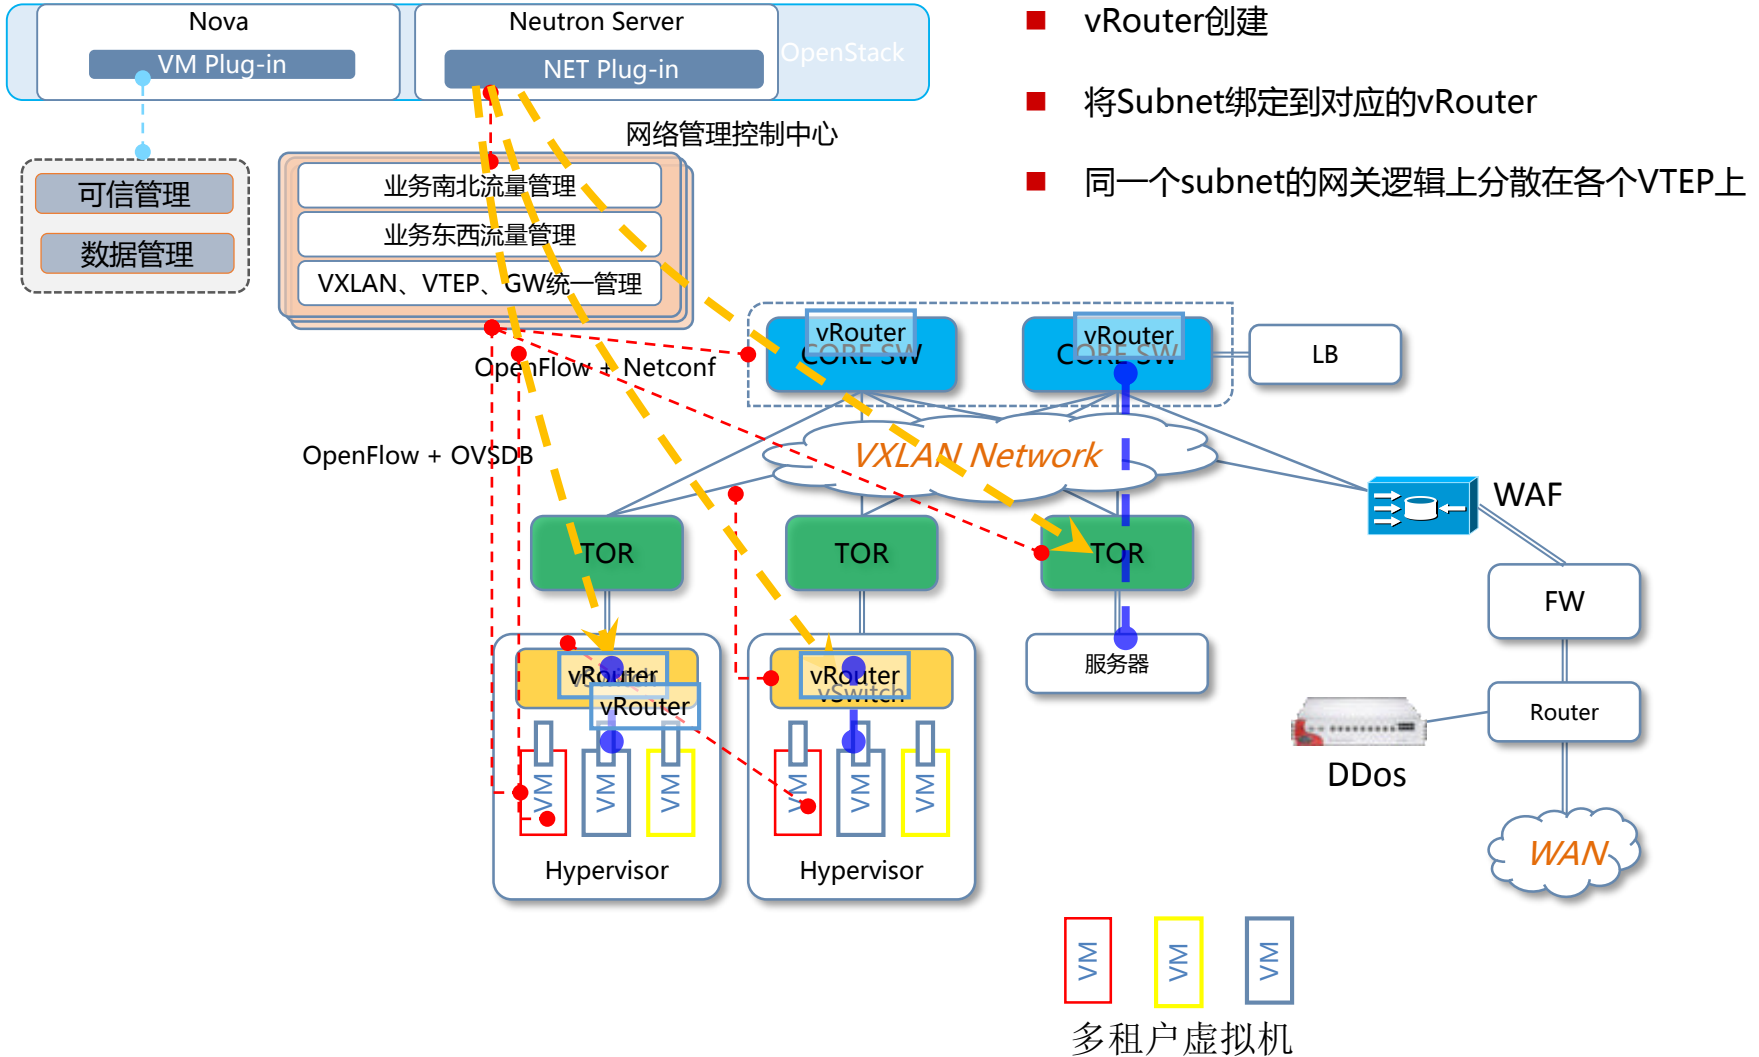 Nova
Neutron Server
VM Plug-in
NET Plug-in
OpenStack
vRouter创建
将Subnet绑定到对应的vRouter
同一个subnet的网关逻辑上分散在各个VTEP上
网络管理控制中心
可信管理
数据管理
业务南北流量管理
业务东西流量管理
VXLAN、VTEP、GW统一管理
vRouter
CORE SW
vRouter
CORE SW
LB
OpenFlow + Netconf
OpenFlow + OVSDB
VXLAN Network
WAF
TOR
TOR
TOR
FW
vRouter
vSwitch
vRouter
vRouter
vSwitch
服务器
Router
VM
VM
VM
VM
VM
VM
DDos
Hypervisor
Hypervisor
WAN
VM
VM
VM
多租户虚拟机